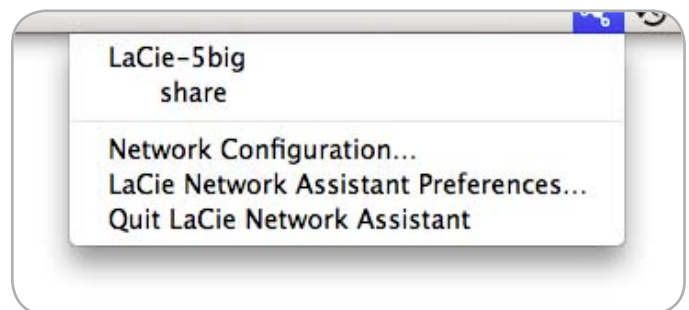 LaCie-5big
share
Network Configuration...
LaCie Network Assistant Preferences...
Quit LaCie Network Assistant